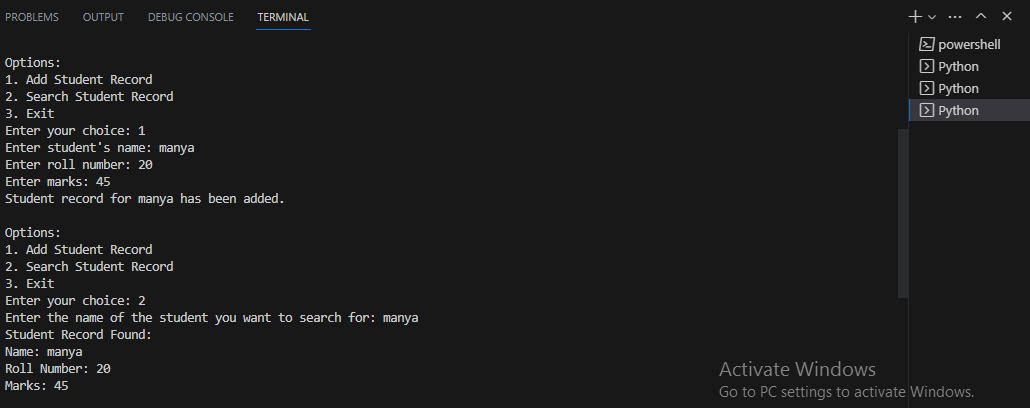 PROBLEMS OUTPUT DEBUG CONSOLE TERMINAL
powershell
Python
Python
Python
Options:
1. Add Student Record
2. Search Student Record
3. Exit
Enter your choice: 1
Enter student's name: manya
Enter roll number: 20
Enter marks: 45
Student record for manya has been added.
Options:
1. Add Student Record
2. Search Student Record
3. Exit
Enter your choice: 2
Enter the name of the student you want to search for: manya
Student Record Found:
Name: manya
Roll Number: 20
Marks: 45
Activate Windows
Go to PC settings to activate Windows.